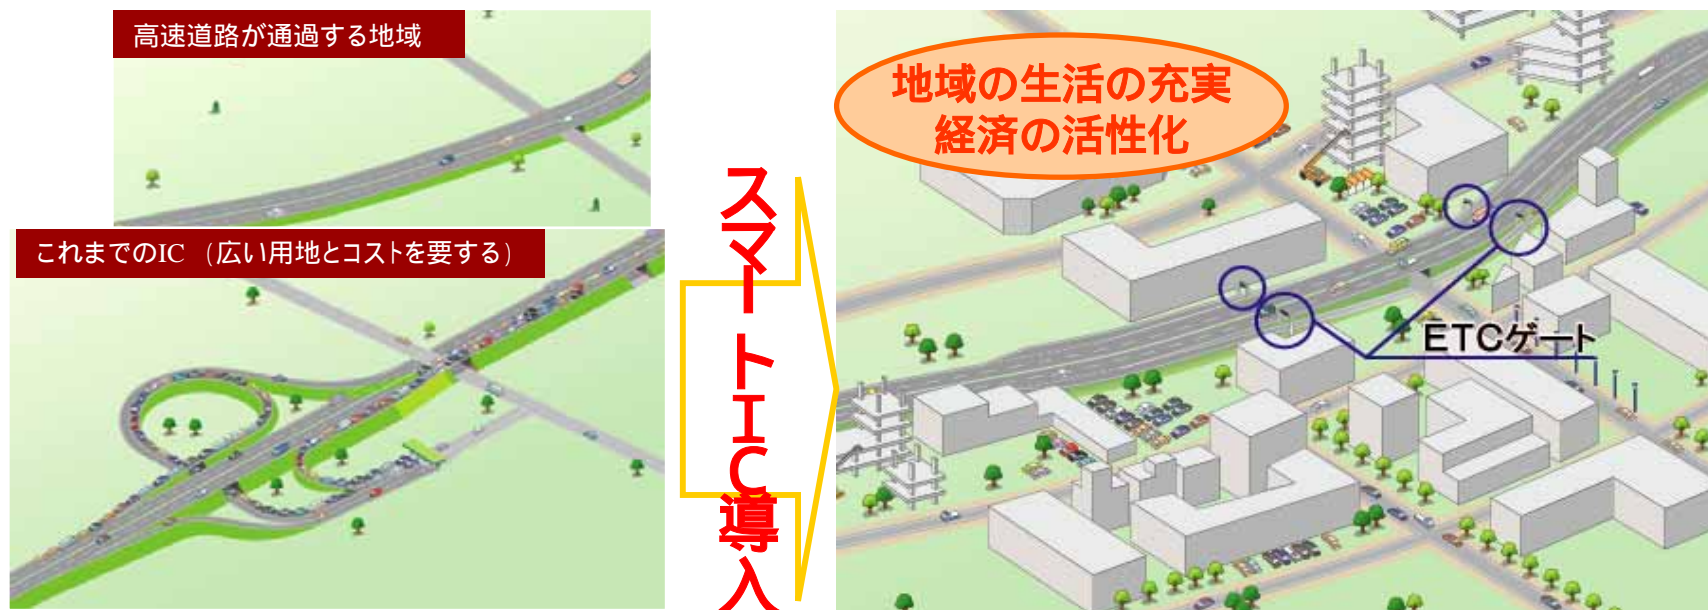 高速道路が通過する地域
これまでのIC （広い用地とコストを要する）
スマートIC導入
地域の生活の充実
経済の活性化
ETCゲート